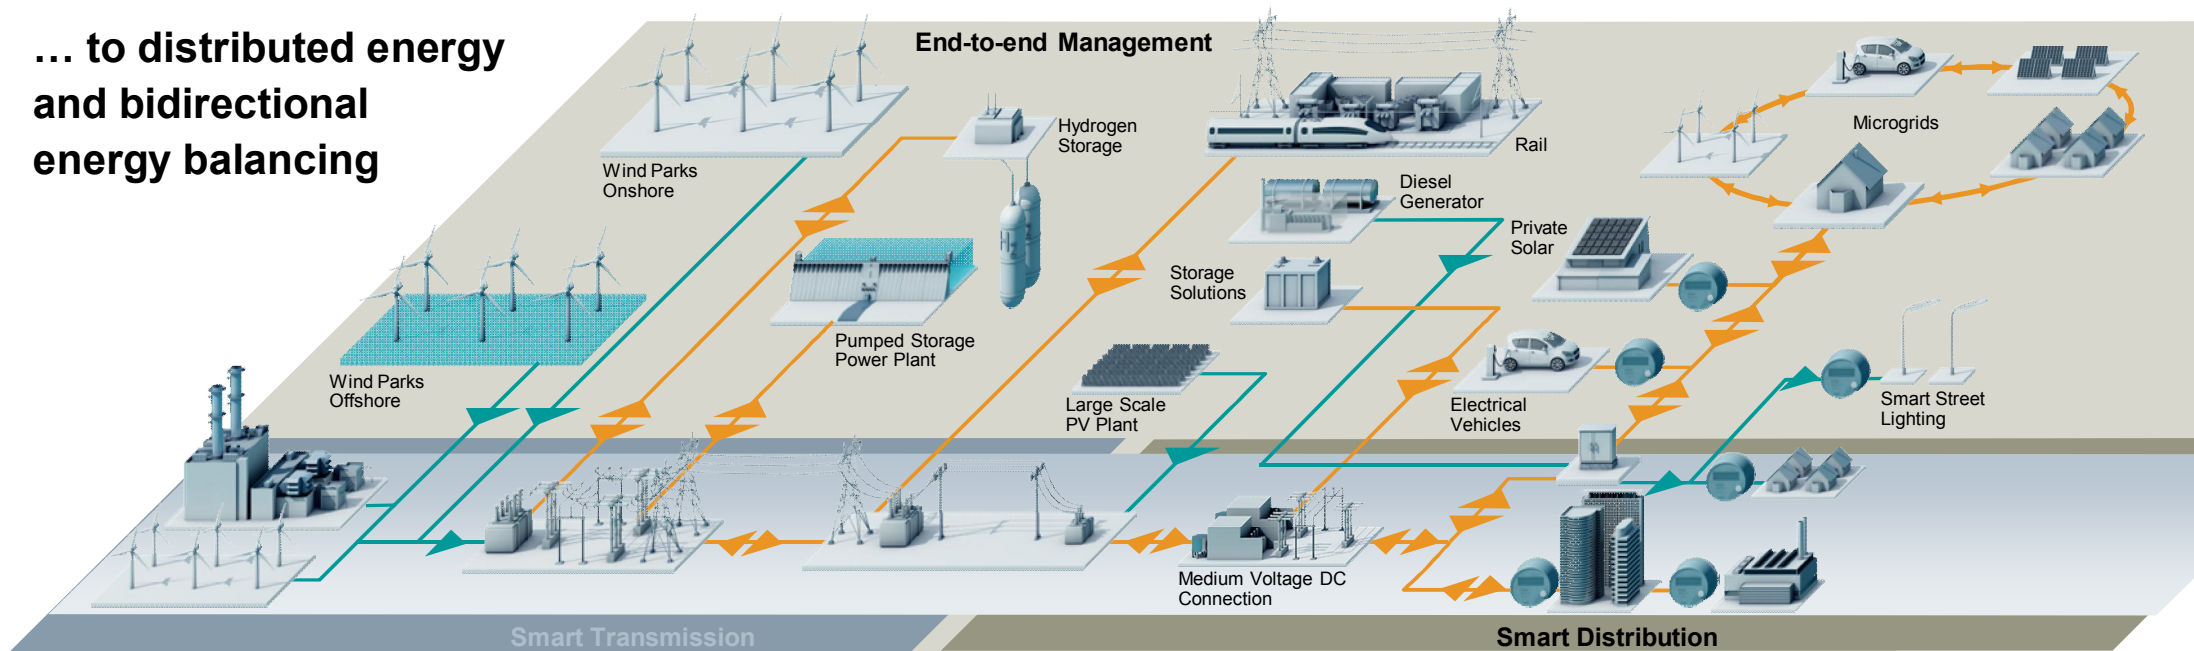 … to distributed energy
and bidirectional
energy balancing
End-to-end Management
Hydrogen
Storage
Rail
Microgrids
Wind Parks
Onshore
Diesel
Generator
Private
Solar
Storage
Solutions
Pumped Storage
Power Plant
Wind Parks
Offshore
Large Scale
PV Plant
Electrical
Vehicles
Smart Street
Lighting
Medium Voltage DC
Connection
Smart Transmission
Smart Distribution